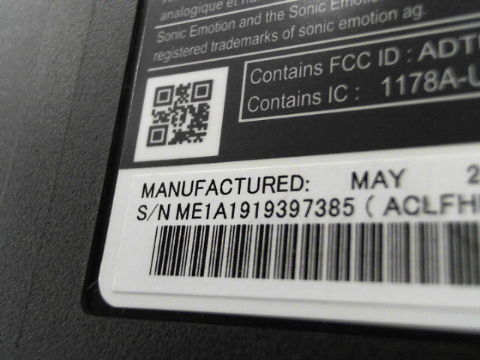 analogique et
Sonic Emotion and the Sonic Emotion
registered trademarks of sonic emotion ag.
Contains FCC ID : ADT
Contains IC : 1178A-U
MANUFACTURED: MAY 2
S/N ME1A1919397385 ( ACLFH